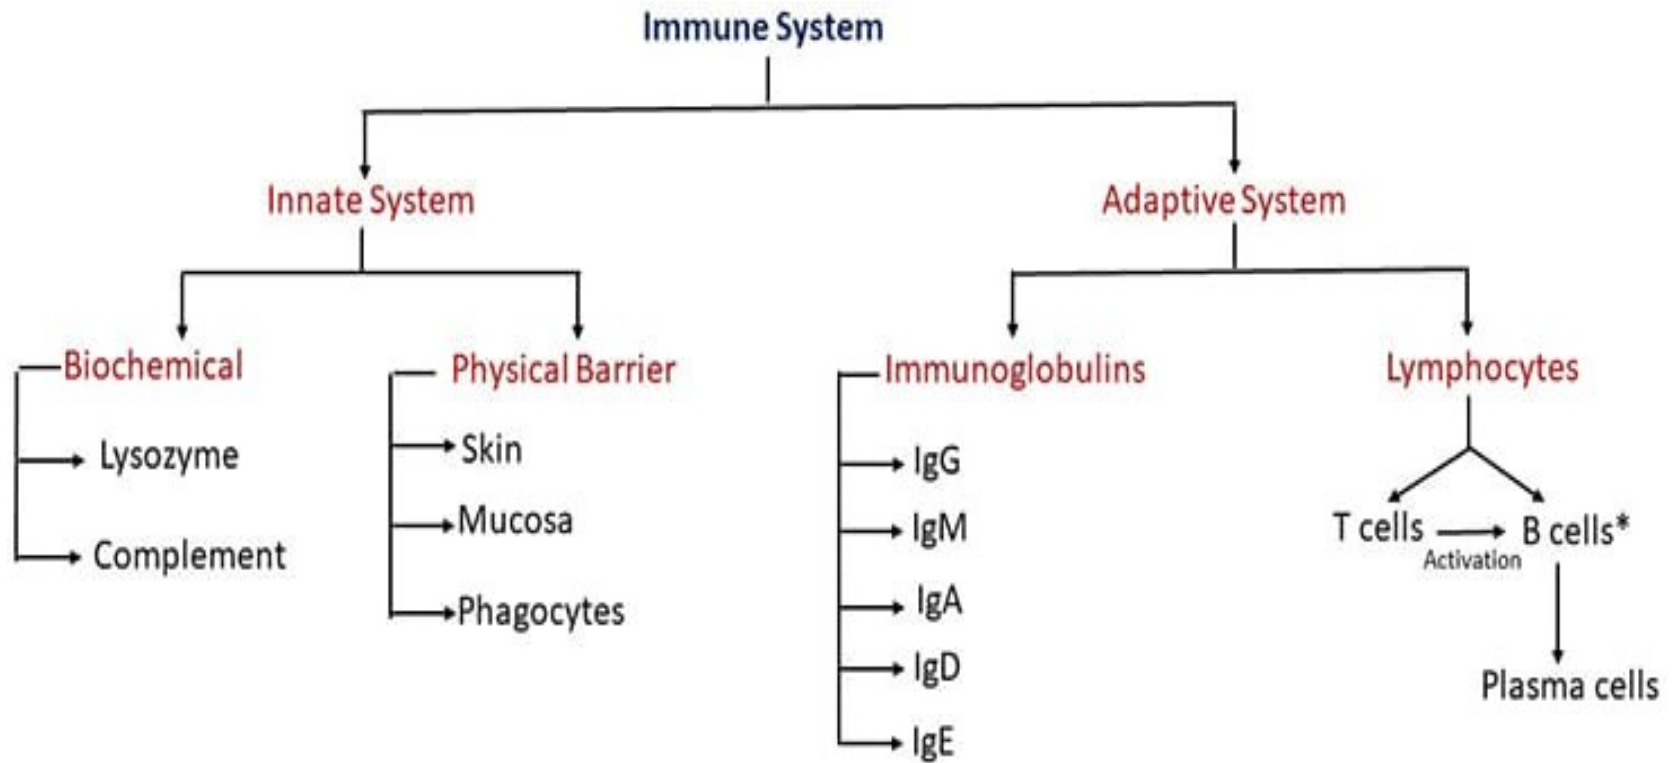 Immune System
Innate System
Adaptive System
Biochemical
Physical Barrier
Immunoglobulins
Lymphocytes
Lysozyme
Complement
Skin
Mucosa
Phagocytes
IgG
IgM
IgA
IgD
IgE
T cells
Activation
B cells*
Plasma cells